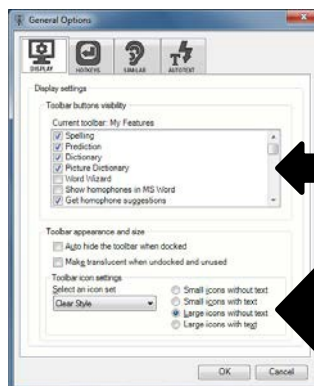 General Options
DISPLAY HOTKEYS SIMILAR AUTOTEXT
Display settings
Toolbar buttons visibility
Current toolbar: My Features
Spelling
Prediction
Dictionary
Picture Dictionary
Word Wizard
Show homophones in MS Word
Get homophone suggestions
Toolbar appearance and size
Auto hide the toolbar when docked
Make translucent when undocked and unused
Toolbar icon settings
Select an icon set
Clear Style
Small icons without text
Small icons with text
Large icons without text
Large icons with text
OK Cancel